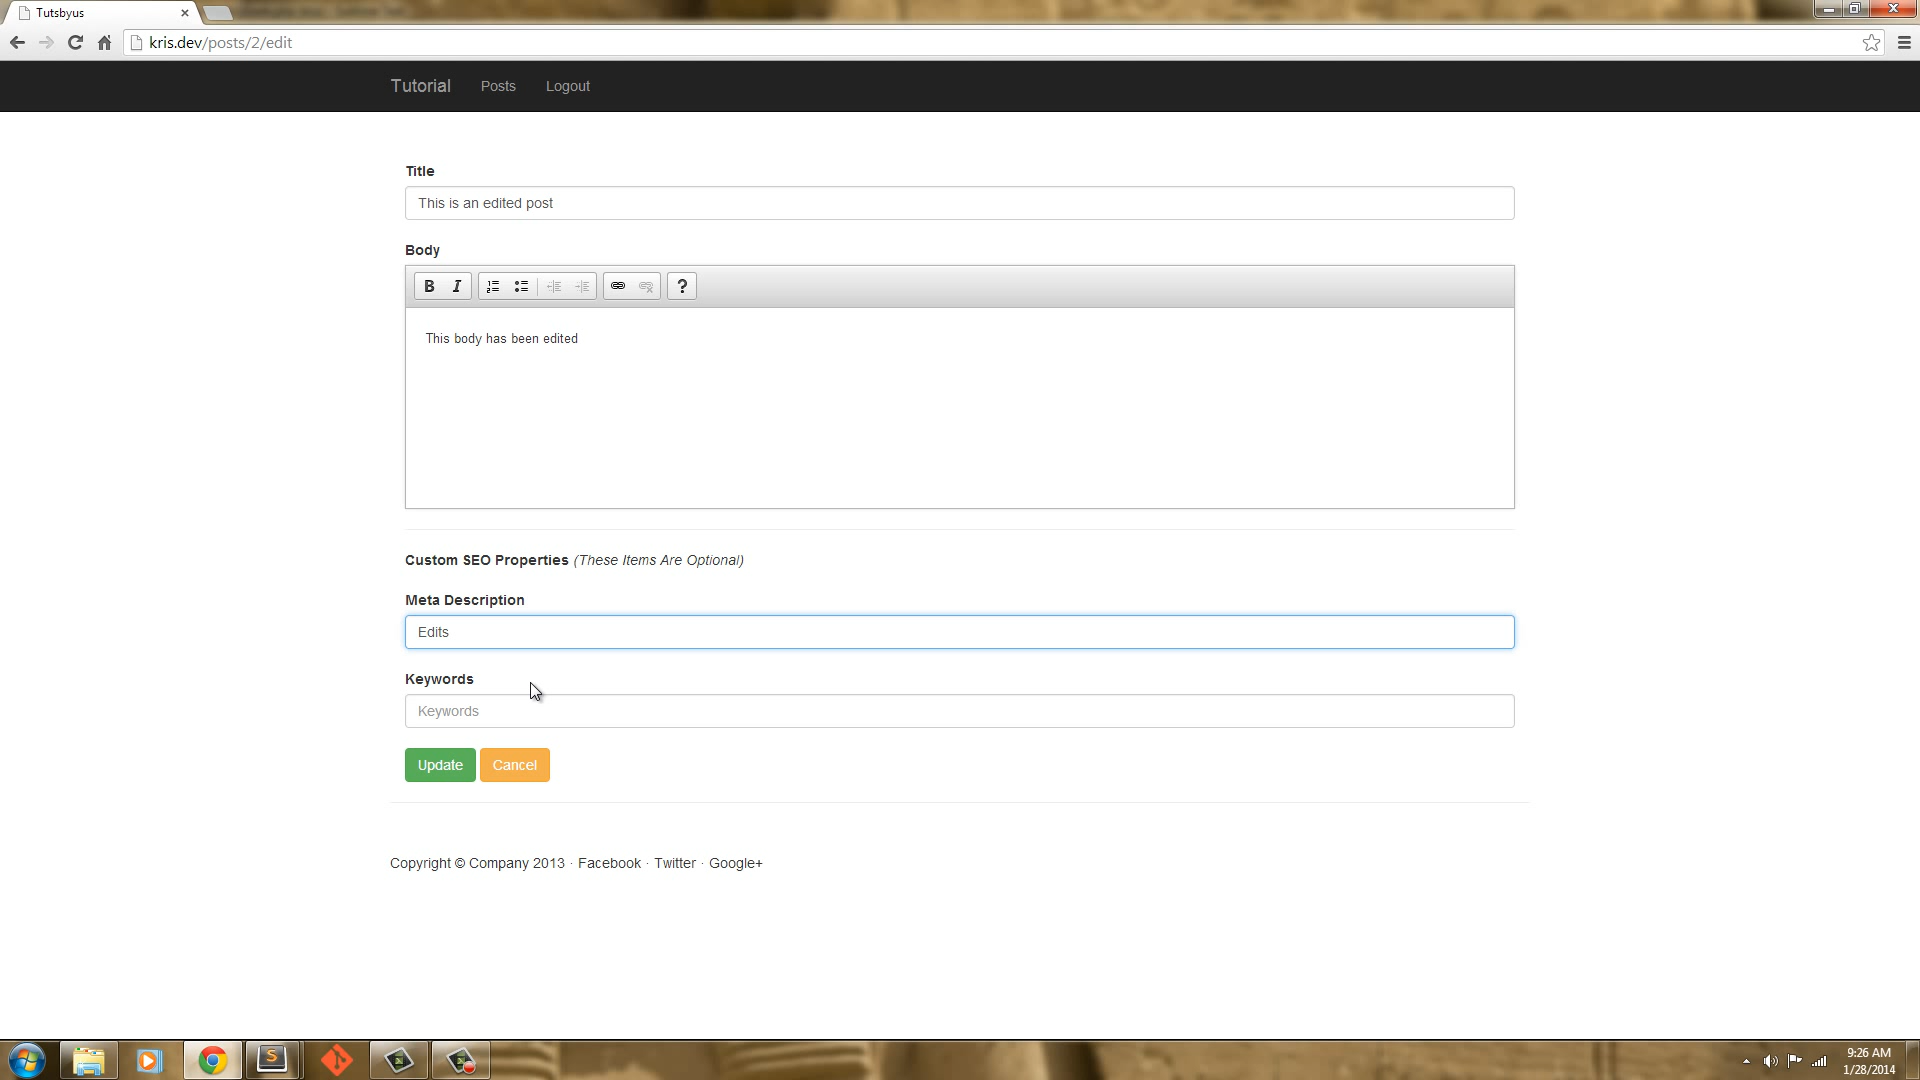 Tutsbyus
kris.dev/posts/2/edit
Tutorial Posts Logout
Title
This is an edited post
Body
B I ?
This body has been edited
Custom SEO Properties (These Items Are Optional)
Meta Description
Edits
Keywords
Keywords
Update Cancel
Copyright © Company 2013 · Facebook · Twitter · Google+
9:26 AM
1/28/2014